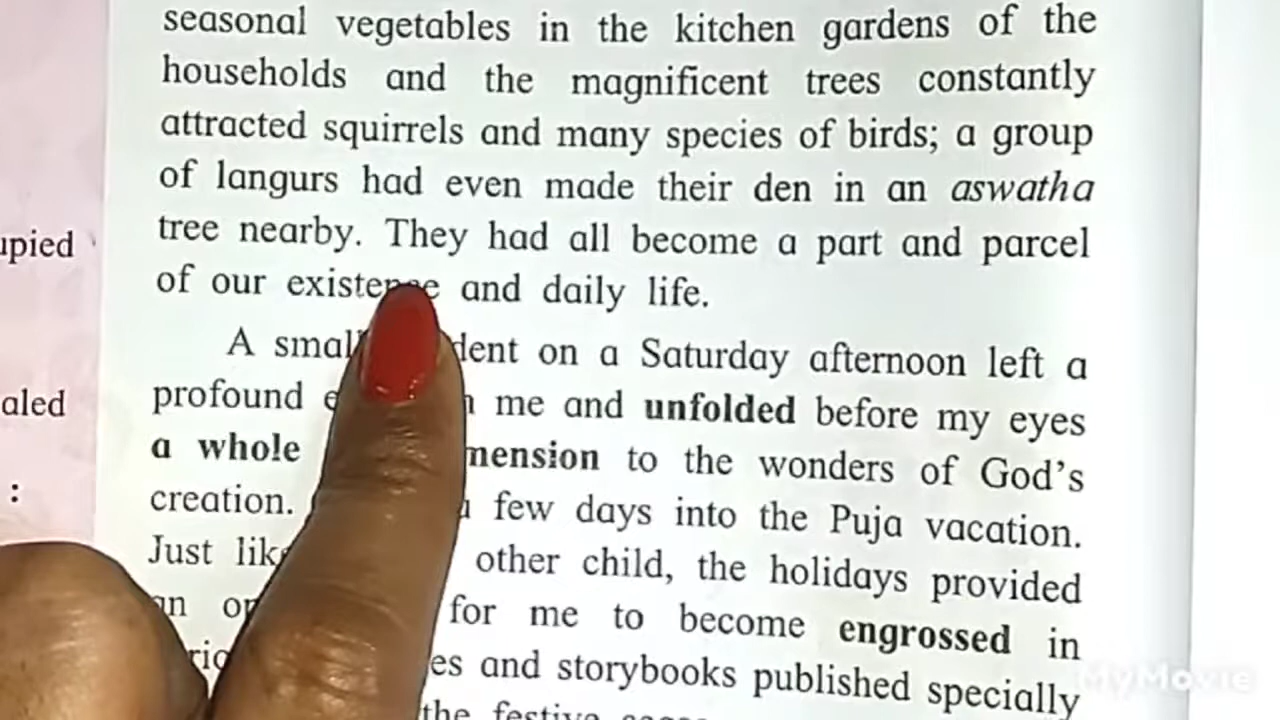 seasonal vegetables in the kitchen gardens of the
households and the magnificent trees constantly
attracted squirrels and many species of birds; a group
of langurs had even made their den in an aswatha
tree nearby. They had all become a part and parcel
upied
of our existence and daily life.
A small on a Saturday afternoon left a
aled
profound me and unfolded before my eyes
a whole to the wonders of God's
:
creation. few days into the Puja vacation.
Just other child, the holidays provided
for me to become engrossed in
and storybooks published specially
the festive
MyMovie